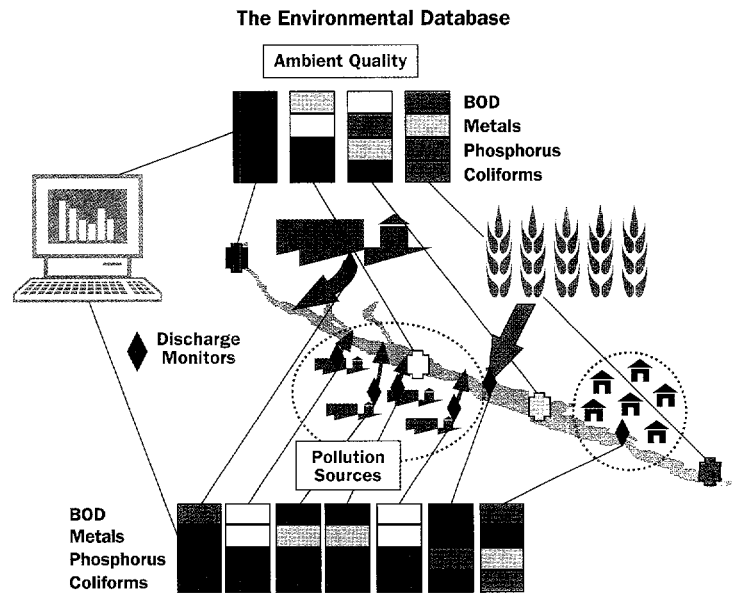 The Environmental Database
Ambient Quality
BOD
Metals
Phosphorus
Coliforms
Discharge
Monitors
Pollution
Sources
BOD
Metals
Phosphorus
Coliforms